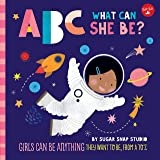 ABC
WHAT CAN
SHE BE?
BY SUGAR SNAP STUDIO
GIRLS CAN BE ANYTHING THEY WANT TO BE, FROM A TO Z